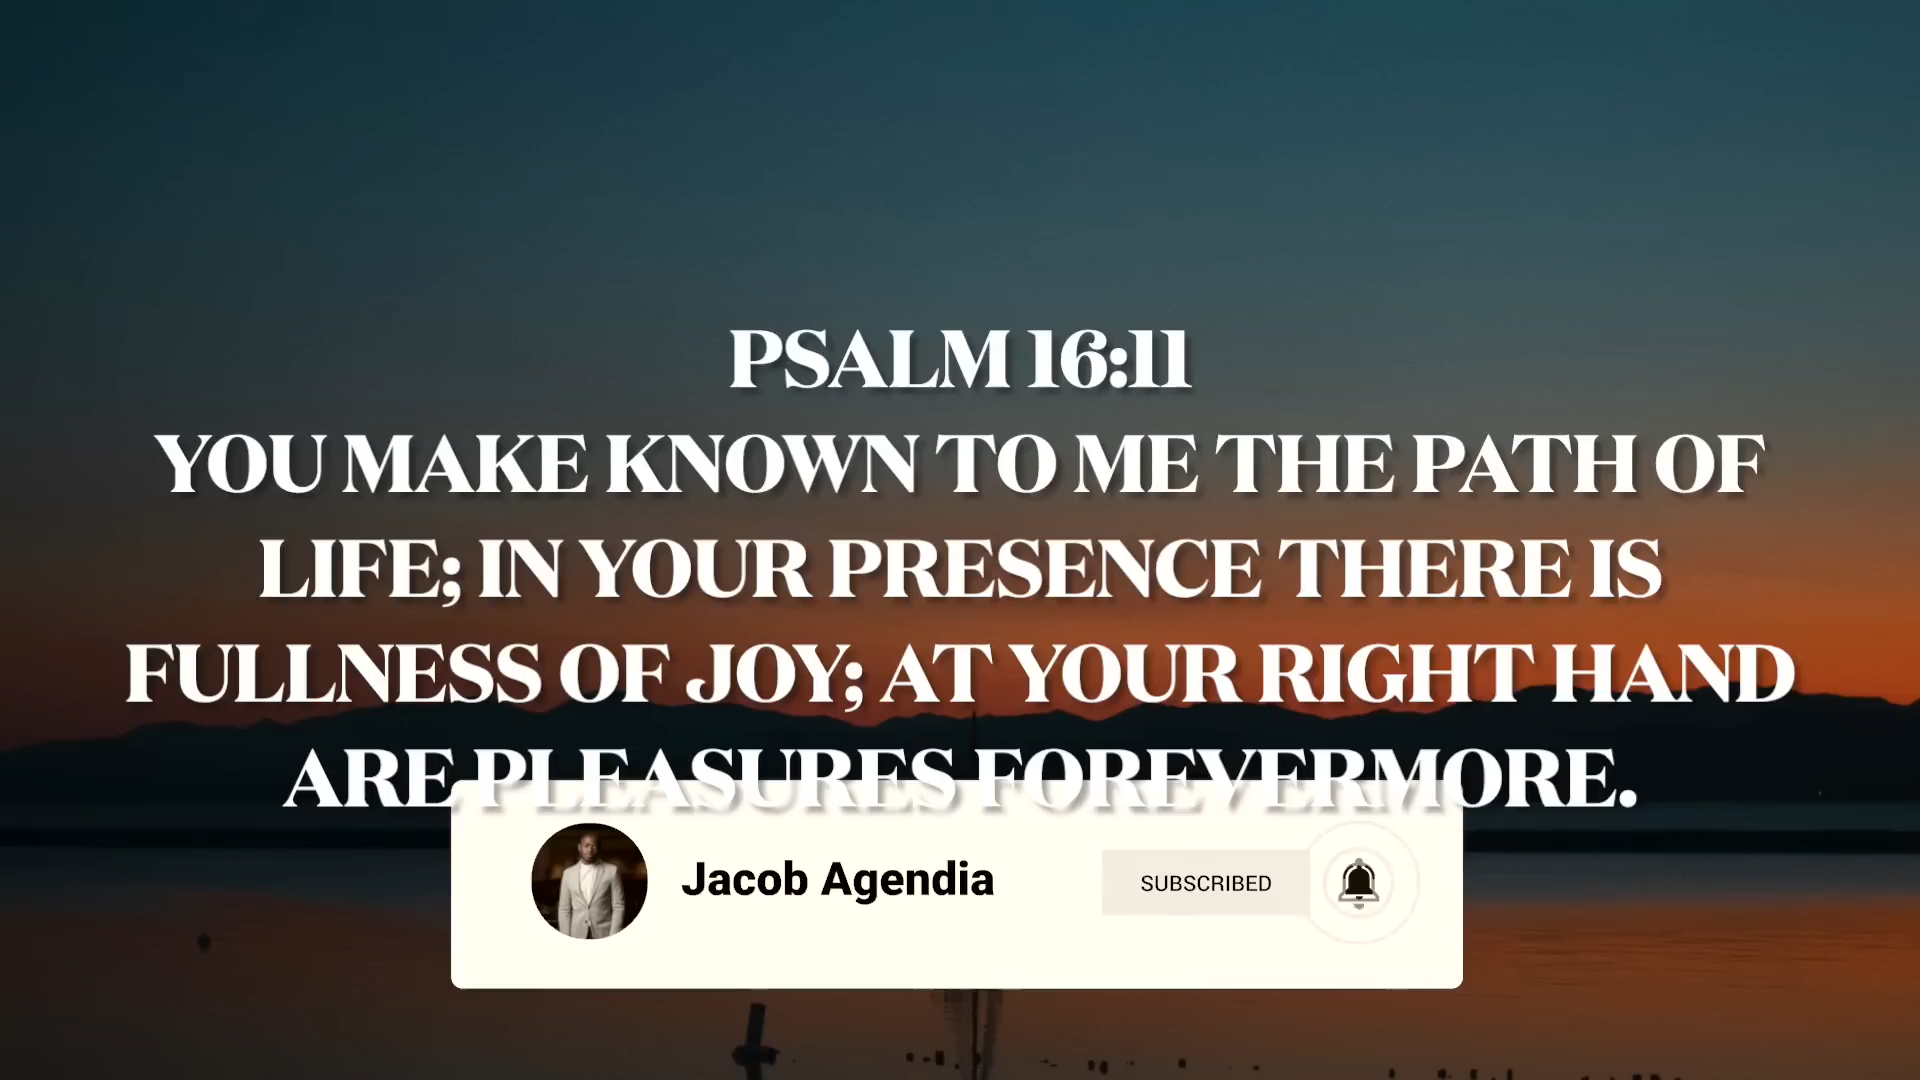 PSALM 16:11
YOU MAKE KNOWN TO ME THE PATH OF
LIFE; IN YOUR PRESENCE THERE IS
FULLNESS OF JOY; AT YOUR RIGHT HAND
ARE PLEASURES FOREVERMORE.
Jacob Agendia
SUBSCRIBED